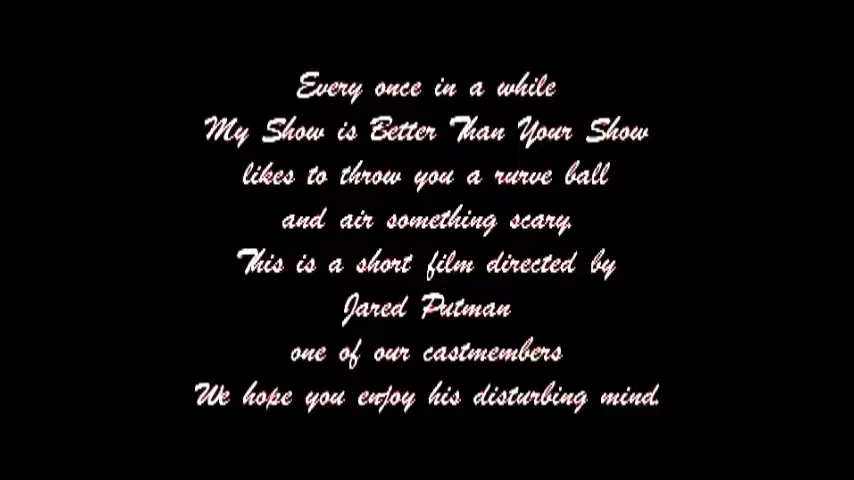 Every once in a while
My Show is Better Than Your Show
likes to throw you a rurve ball
and air something scary.
This is a short film directed by
Jared Putman
one of our castmembers
We hope you enjoy his disturbing mind.